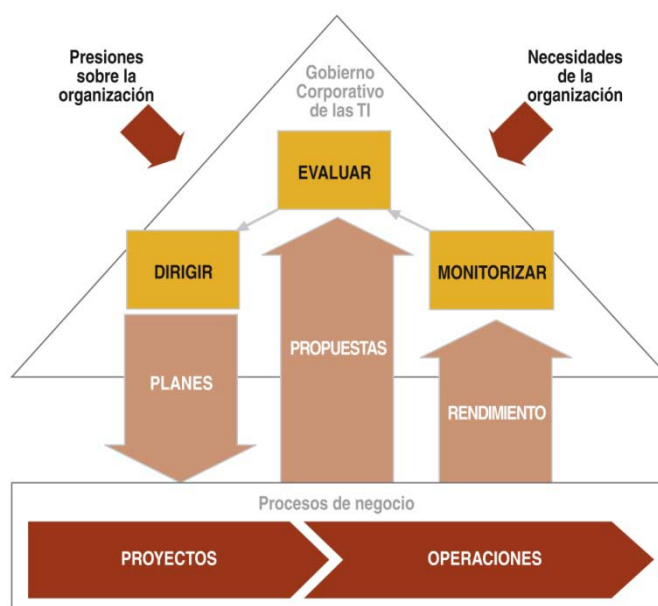 Presiones
sobre la
organización
Necesidades
de la
organización
Gobierno
Corporativo
de las TI
EVALUAR
DIRIGIR
MONITORIZAR
PLANES
PROPUESTAS
RENDIMIENTO
Procesos de negocio
PROYECTOS
OPERACIONES